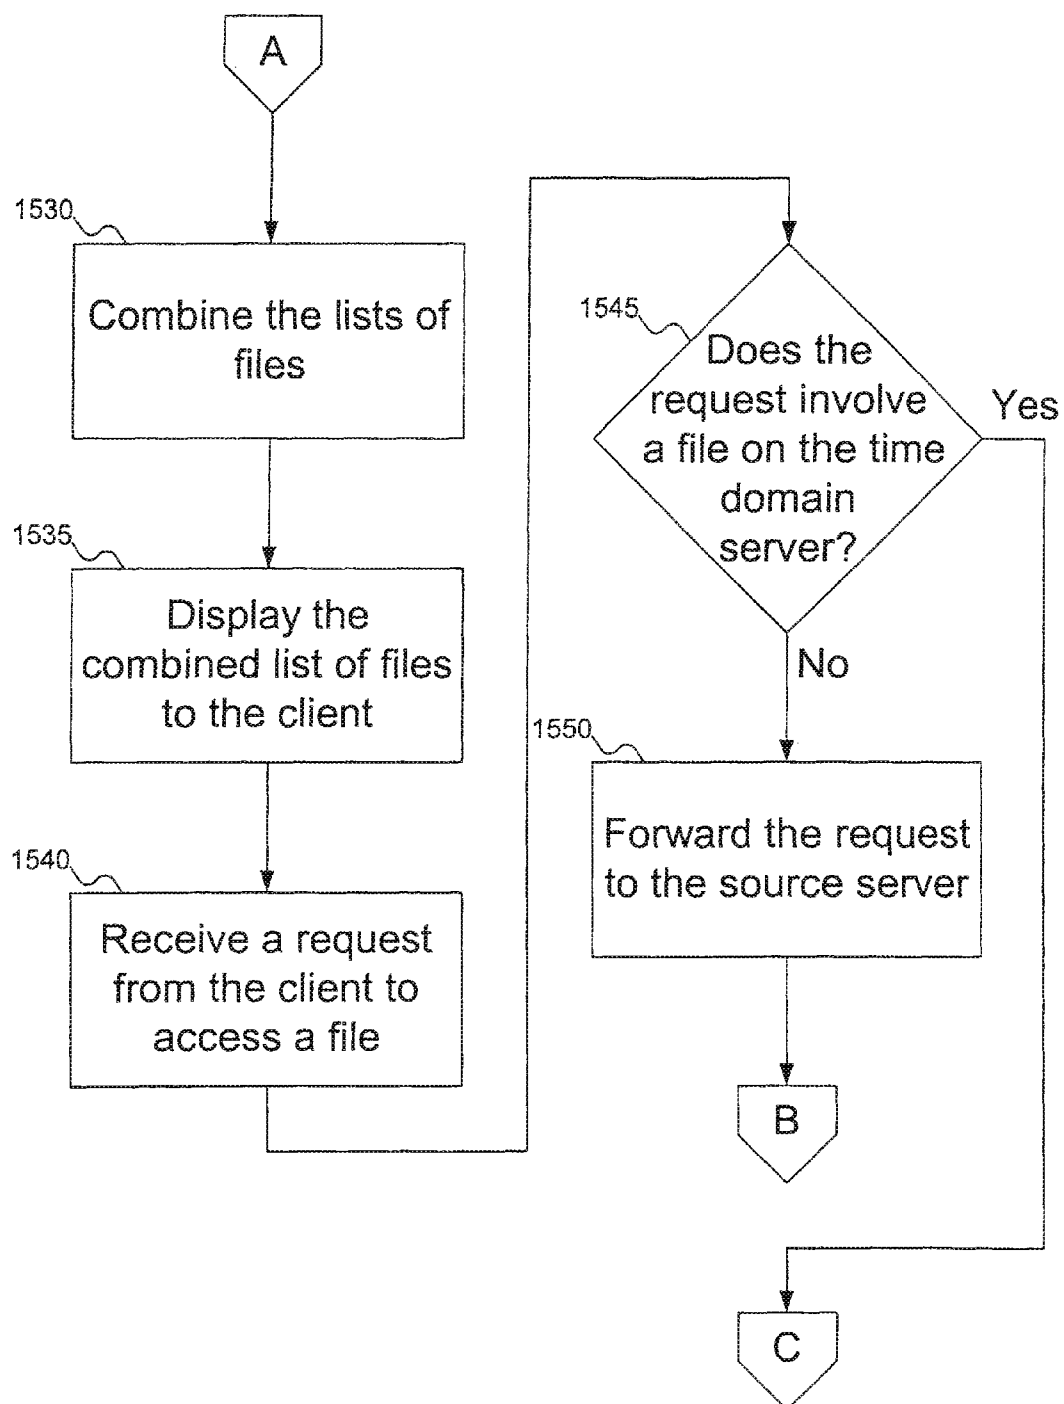 A
1530
Combine the lists of
files
1535
Display the
combined list of files
to the client
1540
Receive a request
from the client to
access a file
1545
Does the
request involve
a file on the time
domain
server?
Yes
No
1550
Forward the request
to the source server
B
C